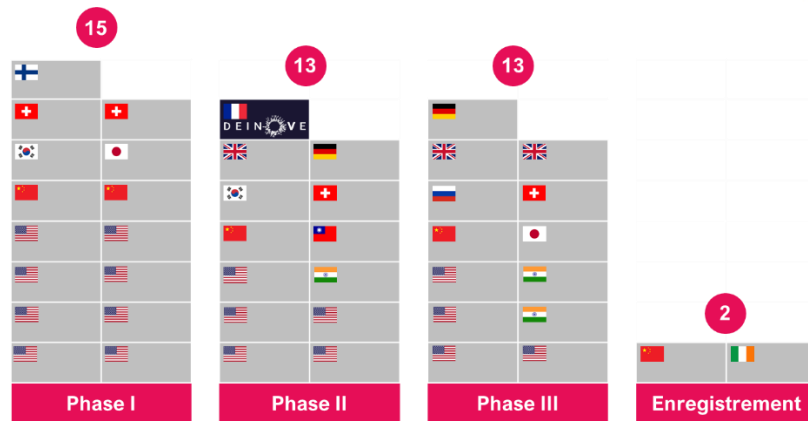 15
13
13
DEINOVE
2
Phase I
Phase II
Phase III
Enregistrement